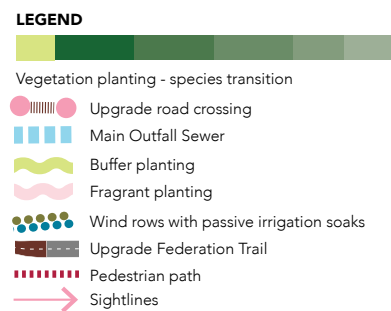 LEGEND
Vegetation planting - species transition
Upgrade road crossing
Main Outfall Sewer
Buffer planting
Fragrant planting
Wind rows with passive irrigation soaks
Upgrade Federation Trail
Pedestrian path
Sightlines